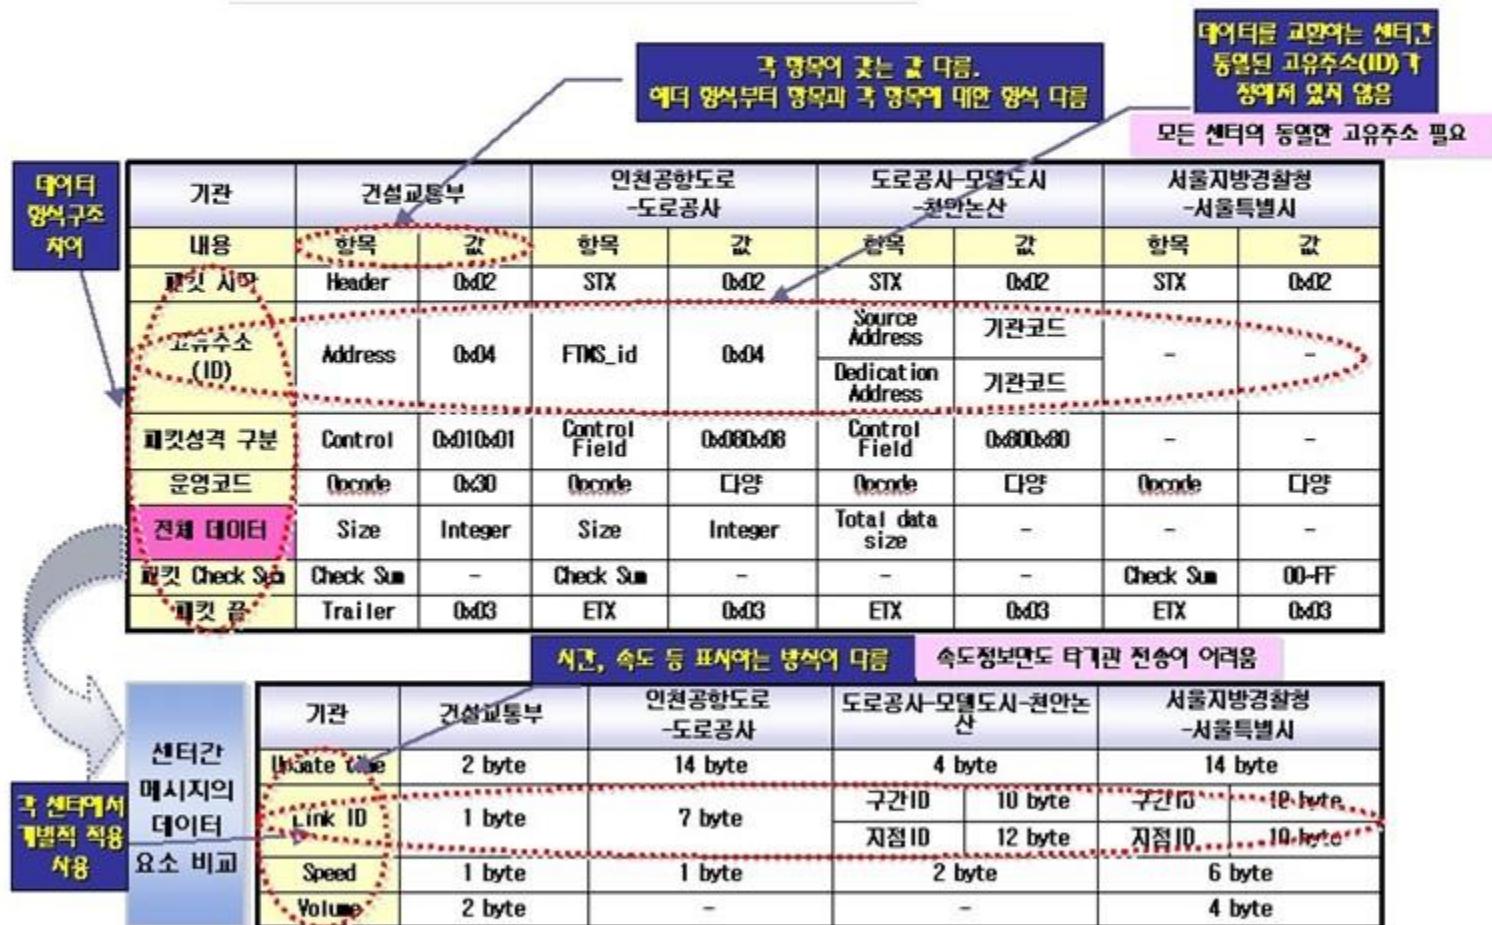 데이터를 교환하는 센터간
통일된 고유주소(ID)가
정해져 있지 않음
각 항목이 갖는 값 다름.
헤더 형식부터 항목과 각 항목에 대한 형식 다름
모든 센터의 동일한 고유주소 필요
데이터
형식구조
차이
기관 건설교통부 인천공항도로 도로공사-모델도시 서울지방경찰청
-도로공사 -천안논산 -서울특별시
내용 항목 값 항목 값 항목 값 항목 값
패킷 시작 Header 0x02 STX 0x02 STX 0x02 STX 0x02
고유주소 Address 0x04 FTMS_id 0x04 Source Address 기관코드 - -
(ID) Dedication Address 기관코드
패킷성격 구분 Control 0x010x01 Control Field 0x080x08 Control Field 0x800x80 - -
운영코드 Opcode 0x30 Opcode 다양 Opcode 다양 Opcode 다양
전체 데이터 Size Integer Size Integer Total data size - - -
패킷 Check Sum Check Sum - Check Sum - - - Check Sum 00~FF
패킷 끝 Trailer 0x03 ETX 0x03 ETX 0x03 ETX 0x03
시간, 속도 등 표시하는 방식이 다름
속도정보만도 타기관 전송이 어려움
센터간
메시지의
데이터
요소 비교
각 센터에서
개별적 적용
사용
기관 건설교통부 인천공항도로 도로공사-모델도시-천안논 서울지방경찰청
-도로공사 산 -서울특별시
Update time 2 byte 14 byte 4 byte 14 byte
Link ID 1 byte 7 byte 구간ID 10 byte 구간ID byte
지점ID 12 byte 지점ID byte
Speed 1 byte 1 byte 2 byte 6 byte
Volume 2 byte - - 4 byte